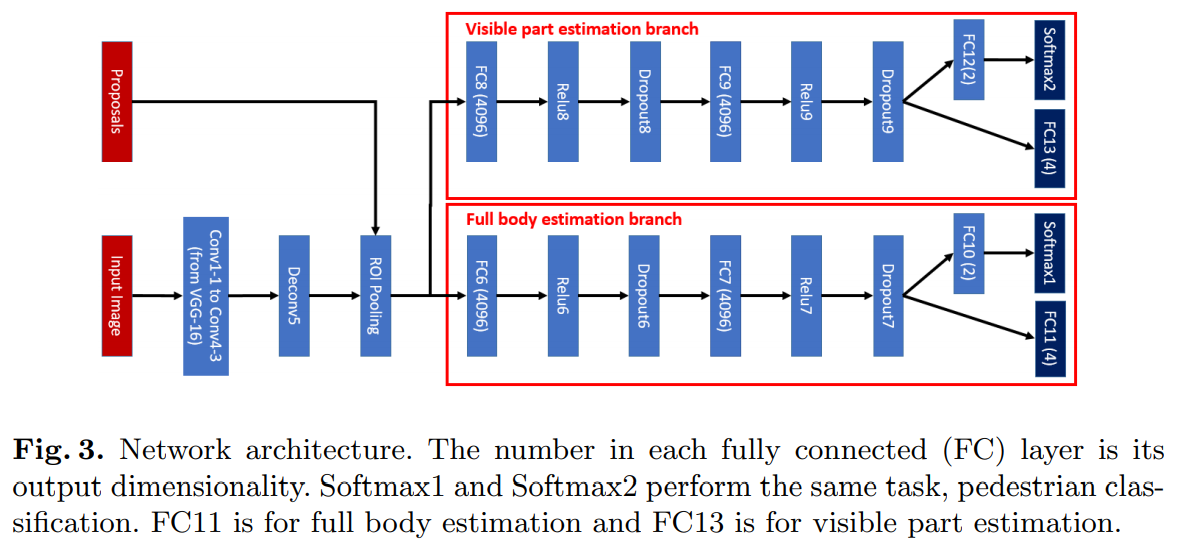 Visible part estimation branch
Proposals
FC8 (4096)
Relu8
Dropout8
FC9 (4096)
Relu9
Dropout9
FC12(2)
Softmax2
FC13 (4)
Full body estimation branch
Input Image
Conv1-1 to Conv4-3
(from VGG-16)
Deconv5
ROI Pooling
FC6 (4096)
Relu6
Dropout6
FC7 (4096)
Relu7
Dropout7
FC10 (2)
Softmax1
FC11 (4)
Fig. 3. Network architecture. The number in each fully connected (FC) layer is its
output dimensionality. Softmax1 and Softmax2 perform the same task, pedestrian clas-
sification. FC11 is for full body estimation and FC13 is for visible part estimation.